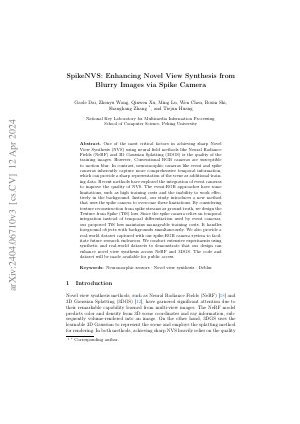 SpikeNVS: Enhancing Novel View Synthesis from
Blurry Images via Spike Camera
Gaole Dai, Zhenyu Wang, Qinwen Xu, Ming Lu, Wen Chen, Boxin Shi,
Shanghang Zhang*, and Tiejun Huang
National Key Laboratory for Multimedia Information Processing
School of Computer Science, Peking University
arXiv:2404.06710v3 [cs.CV] 12 Apr 2024
Abstract. One of the most critical factors in achieving sharp Novel
View Synthesis (NVS) using neural field methods like Neural Radiance
Fields (NeRF) and 3D Gaussian Splatting (3DGS) is the quality of the
training images. However, Conventional RGB cameras are susceptible
to motion blur. In contrast, neuromorphic cameras like event and spike
cameras inherently capture more comprehensive temporal information,
which can provide a sharp representation of the scene as additional train-
ing data. Recent methods have explored the integration of event cameras
to improve the quality of NVS. The event-RGB approaches have some
limitations, such as high training costs and the inability to work effec-
tively in the background. Instead, our study introduces a new method
that uses the spike camera to overcome these limitations. By considering
texture reconstruction from spike streams as ground truth, we design the
Texture from Spike (TfS) loss. Since the spike camera relies on temporal
integration instead of temporal differentiation used by event cameras,
our proposed TfS loss maintains manageable training costs. It handles
foreground objects with backgrounds simultaneously. We also provide a
real-world dataset captured with our spike-RGB camera system to facil-
itate future research endeavors. We conduct extensive experiments using
synthetic and real-world datasets to demonstrate that our design can
enhance novel view synthesis across NeRF and 3DGS. The code and
dataset will be made available for public access.
Keywords: Neuromorphic sensors · Novel view synthesis · Deblur
1 Introduction
Novel view synthesis methods, such as Neural Radiance Fields (NeRF)
3D Gaussian Splatting (3DGS) have garnered significant attention due to
their remarkable capability learned from multi-view images. The NeRF model
predicts color and density from 3D scene coordinates and ray information, sub-
sequently volume-rendered into an image. On the other hand, 3DGS uses the
learnable 3D Gaussian to represent the scene and employs the splatting method
for rendering. In both methods, achieving sharp NVS heavily relies on the quality
* Corresponding author.